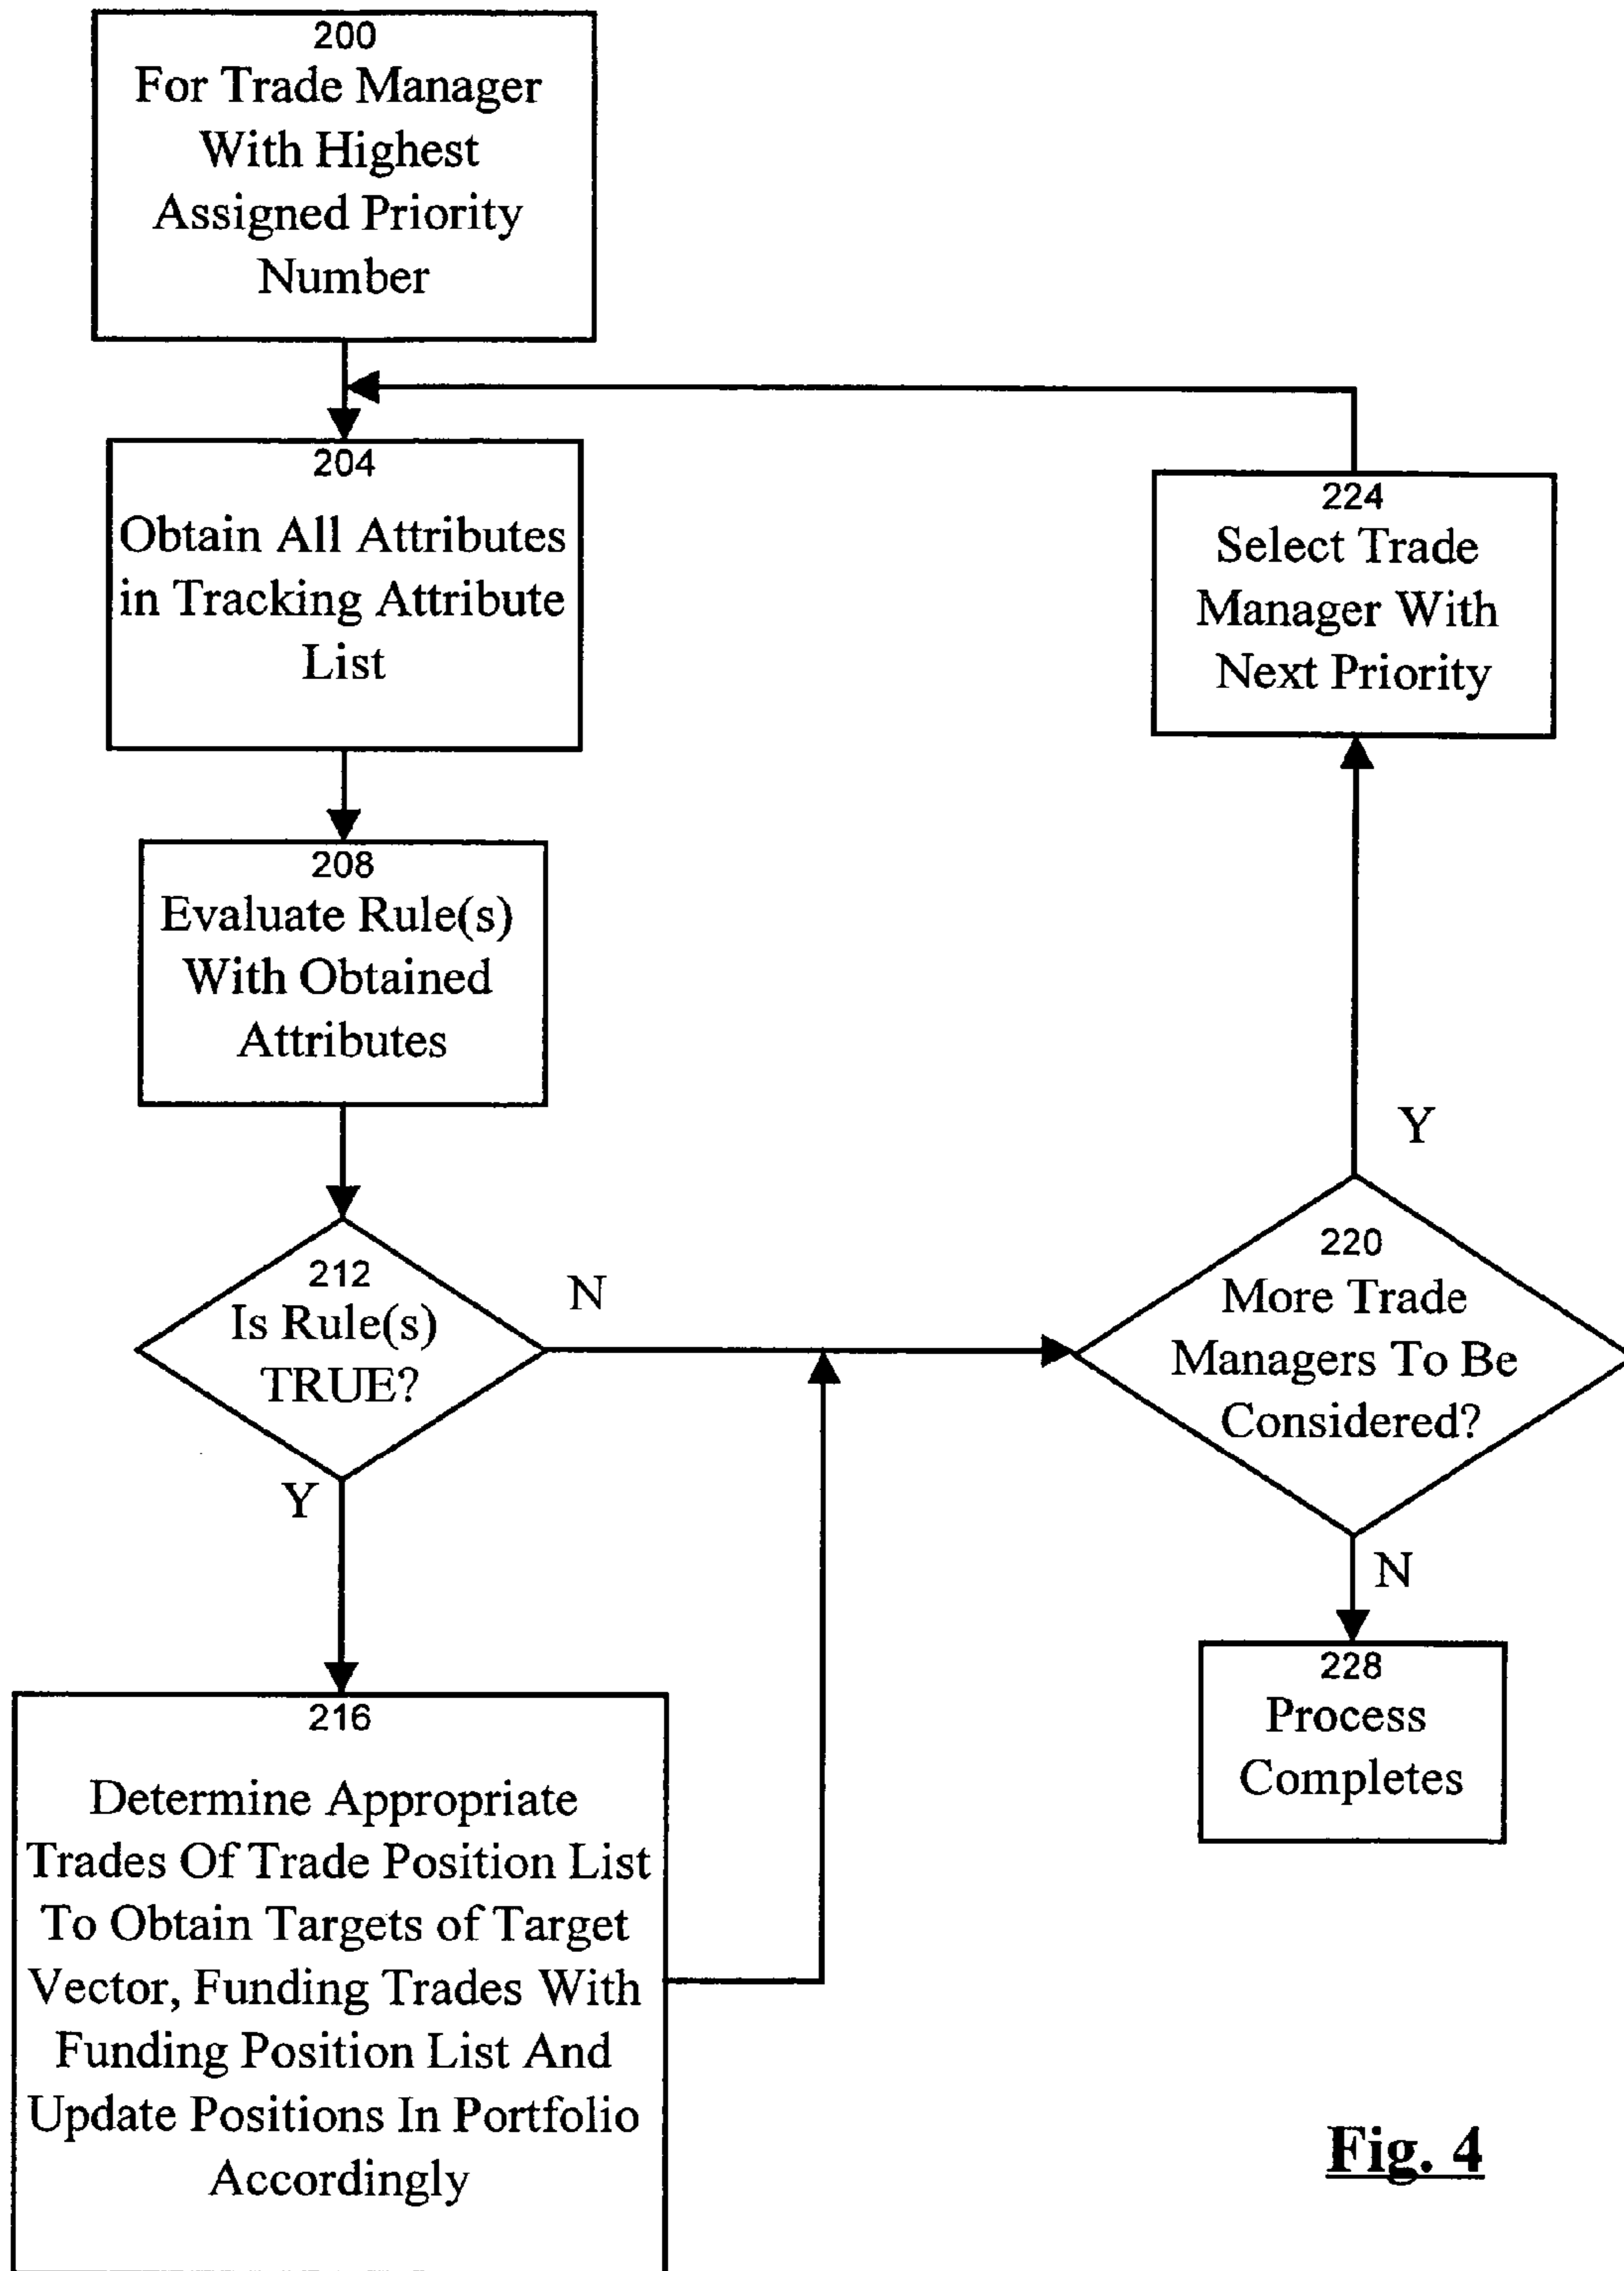 200
For Trade Manager
With Highest
Assigned Priority
Number
204
Obtain All Attributes
in Tracking Attribute
List
224
Select Trade
Manager With
Next Priority
208
Evaluate Rule(s)
With Obtained
Attributes
Y
212
Is Rule(s)
TRUE?
N
220
More Trade
Managers To Be
Considered?
Y
N
216
Determine Appropriate
Trades Of Trade Position List
To Obtain Targets of Target
Vector, Funding Trades With
Funding Position List And
Update Positions In Portfolio
Accordingly
228
Process
Completes
Fig. 4